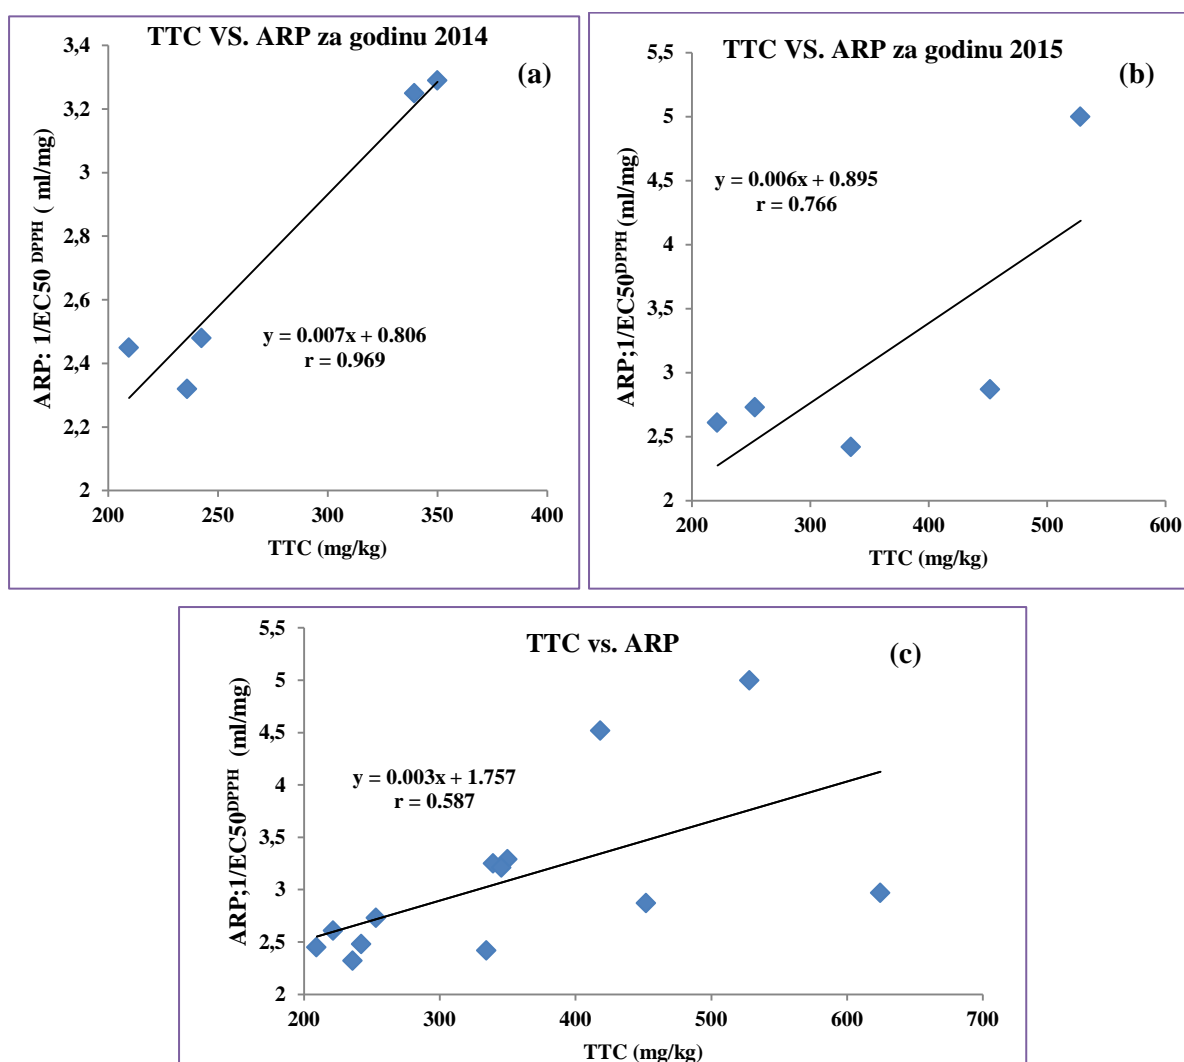 TTC VS. ARP za godinu 2014
(a)
ARP: 1/EC50 DPPH ( ml/mg)
3,4
3,2
3
2,8
2,6
2,4
2,2
2
y = 0.007x + 0.806
r = 0.969
200 250 300 350 400
TTC (mg/kg)
TTC VS. ARP za godinu 2015
(b)
ARP;1/EC50DPPH (ml/mg)
5,5
5
4,5
4
3,5
3
2,5
2
y = 0.006x + 0.895
r = 0.766
200 300 400 500 600
TTC (mg/kg)
TTC vs. ARP
(c)
ARP;1/EC50DPPH (ml/mg)
5,5
5
4,5
4
3,5
3
2,5
2
y = 0.003x + 1.757
r = 0.587
200 300 400 500 600 700
TTC (mg/kg)